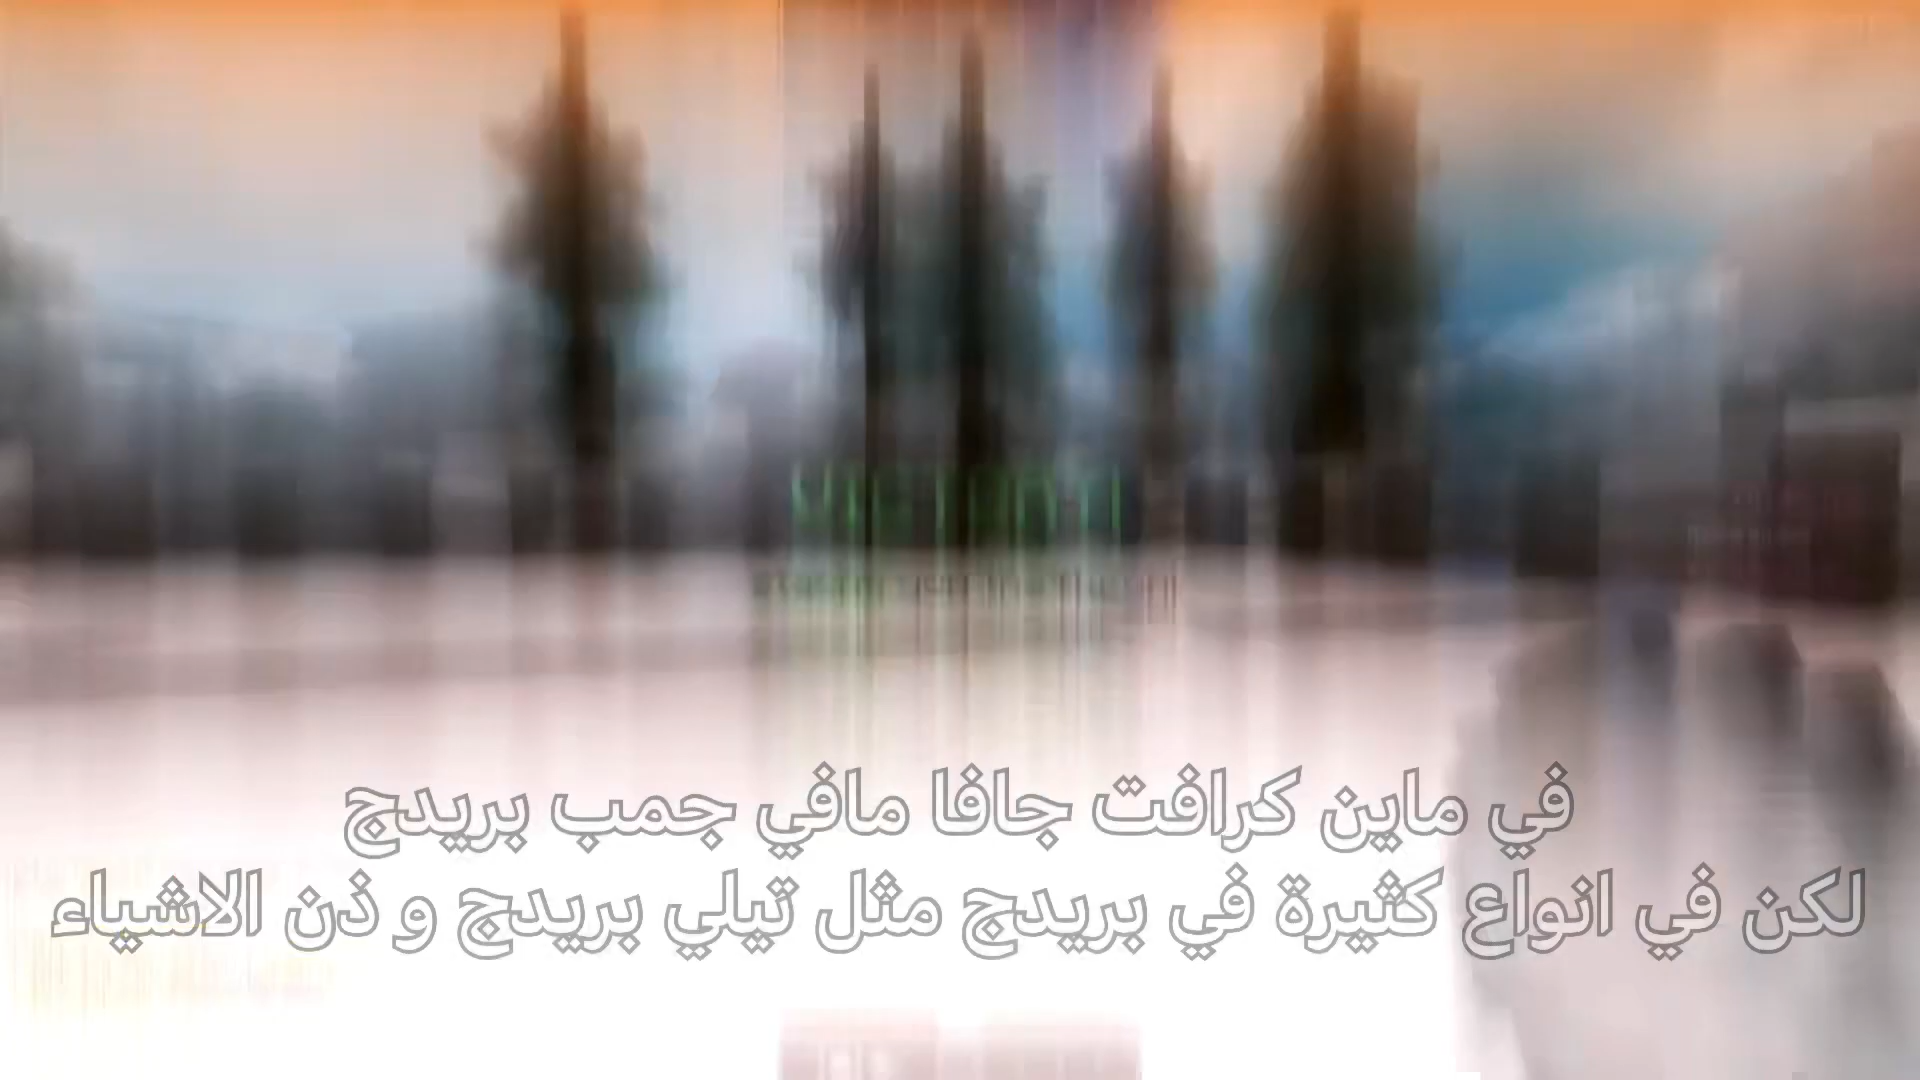 في ماين كرافت جافا مافي جمب بريدج
لكن في انواع كثيرة في بريدج مثل تيلي بريدج و ذن الاشياء